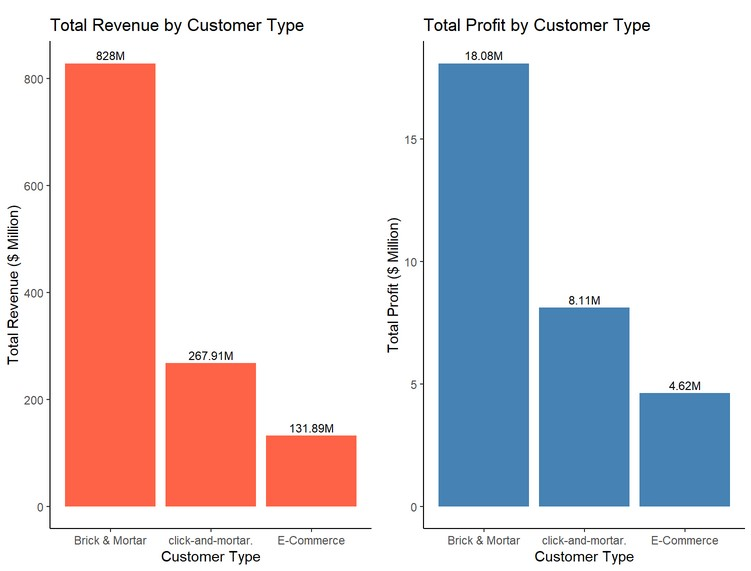 Total Revenue by Customer Type
828M
800
600
400
200
0
267.91M
131.89M
Total Revenue ($ Million)
Brick & Mortar
click-and-mortar.
E-Commerce
Customer Type
Total Profit by Customer Type
18.08M
15
10
5
0
8.11M
4.62M
Total Profit ($ Million)
Brick & Mortar
click-and-mortar.
E-Commerce
Customer Type